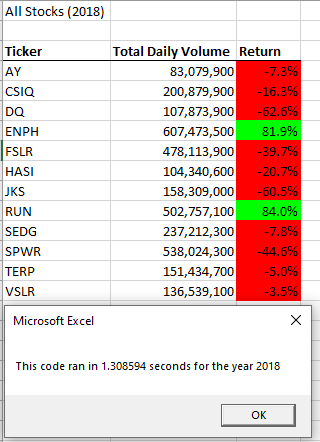 All Stocks (2018)
Ticker Total Daily Volume Return
AY 83,079,900 -7.3%
CSIQ 200,879,900 -16.3%
DQ 107,873,900 -62.6%
ENPH 607,473,500 81.9%
FSLR 478,113,900 -39.7%
HASI 104,340,600 -20.7%
JKS 158,309,000 -60.5%
RUN 502,757,100 84.0%
SEDG 237,212,300 -7.8%
SPWR 538,024,300 -44.6%
TERP 151,434,700 -5.0%
VSLR 136,539,100 -3.5%
Microsoft Excel
This code ran in 1.308594 seconds for the year 2018
OK